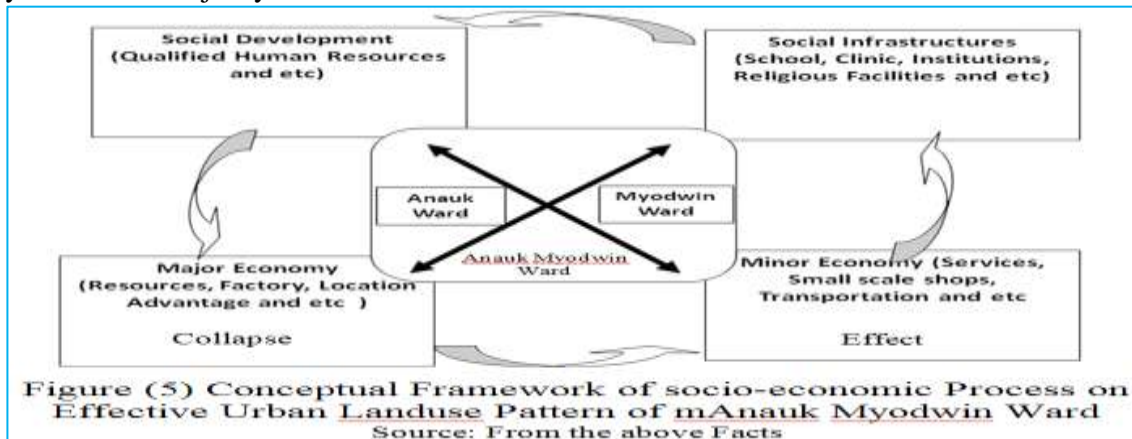 Social Development
(Qualified Human Resources
and etc)
Social Infrastructures
(School, Clinic, Institutions,
Religious Facilities and etc)
Anauk
Ward
Myodwin
Ward
Anauk Myodwin
Ward
Major Economy
(Resources, Factory, Location
Advantage and etc )
Collapse
Minor Economy (Services,
Small scale shops,
Transportation and etc
Effect
Figure (5) Conceptual Framework of socio-economic Process on
Effective Urban Landuse Pattern of mAnauk Myodwin Ward
Source: From the above Facts